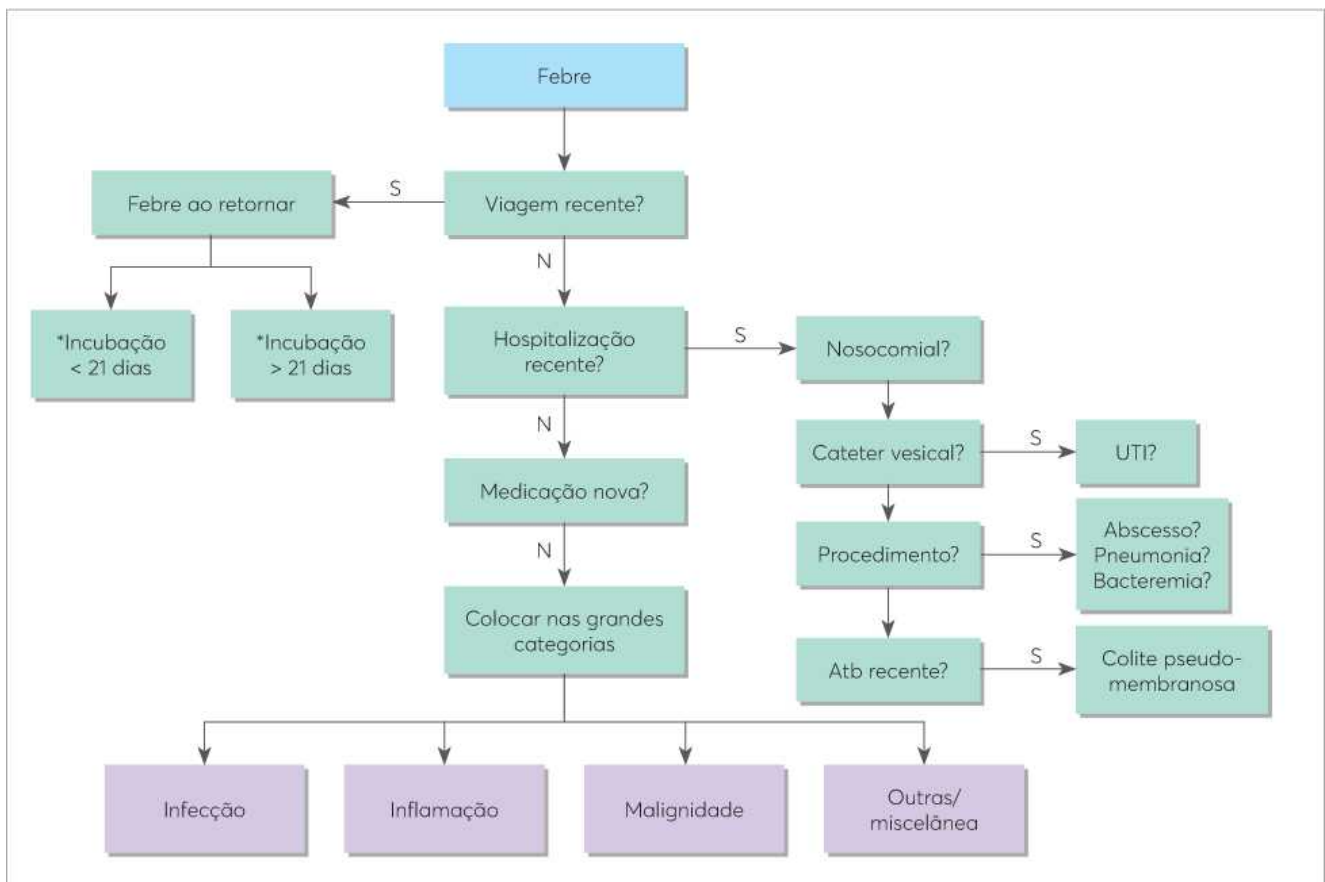 Febre
Febre ao retornar
S
Viagem recente?
N
*Incubação
< 21 dias
*Incubação
> 21 dias
Hospitalização
recente?
S
Nosocomial?
N
Cateter vesical?
S
UTI?
Medicação nova?
N
Procedimento?
S
Abscesso?
Pneumonia?
Bacteremia?
Colocar nas grandes
categorias
Atb recente?
S
Colite pseudo-
membranosa
Infecção
Inflamação
Malignidade
Outras/
miscelânea